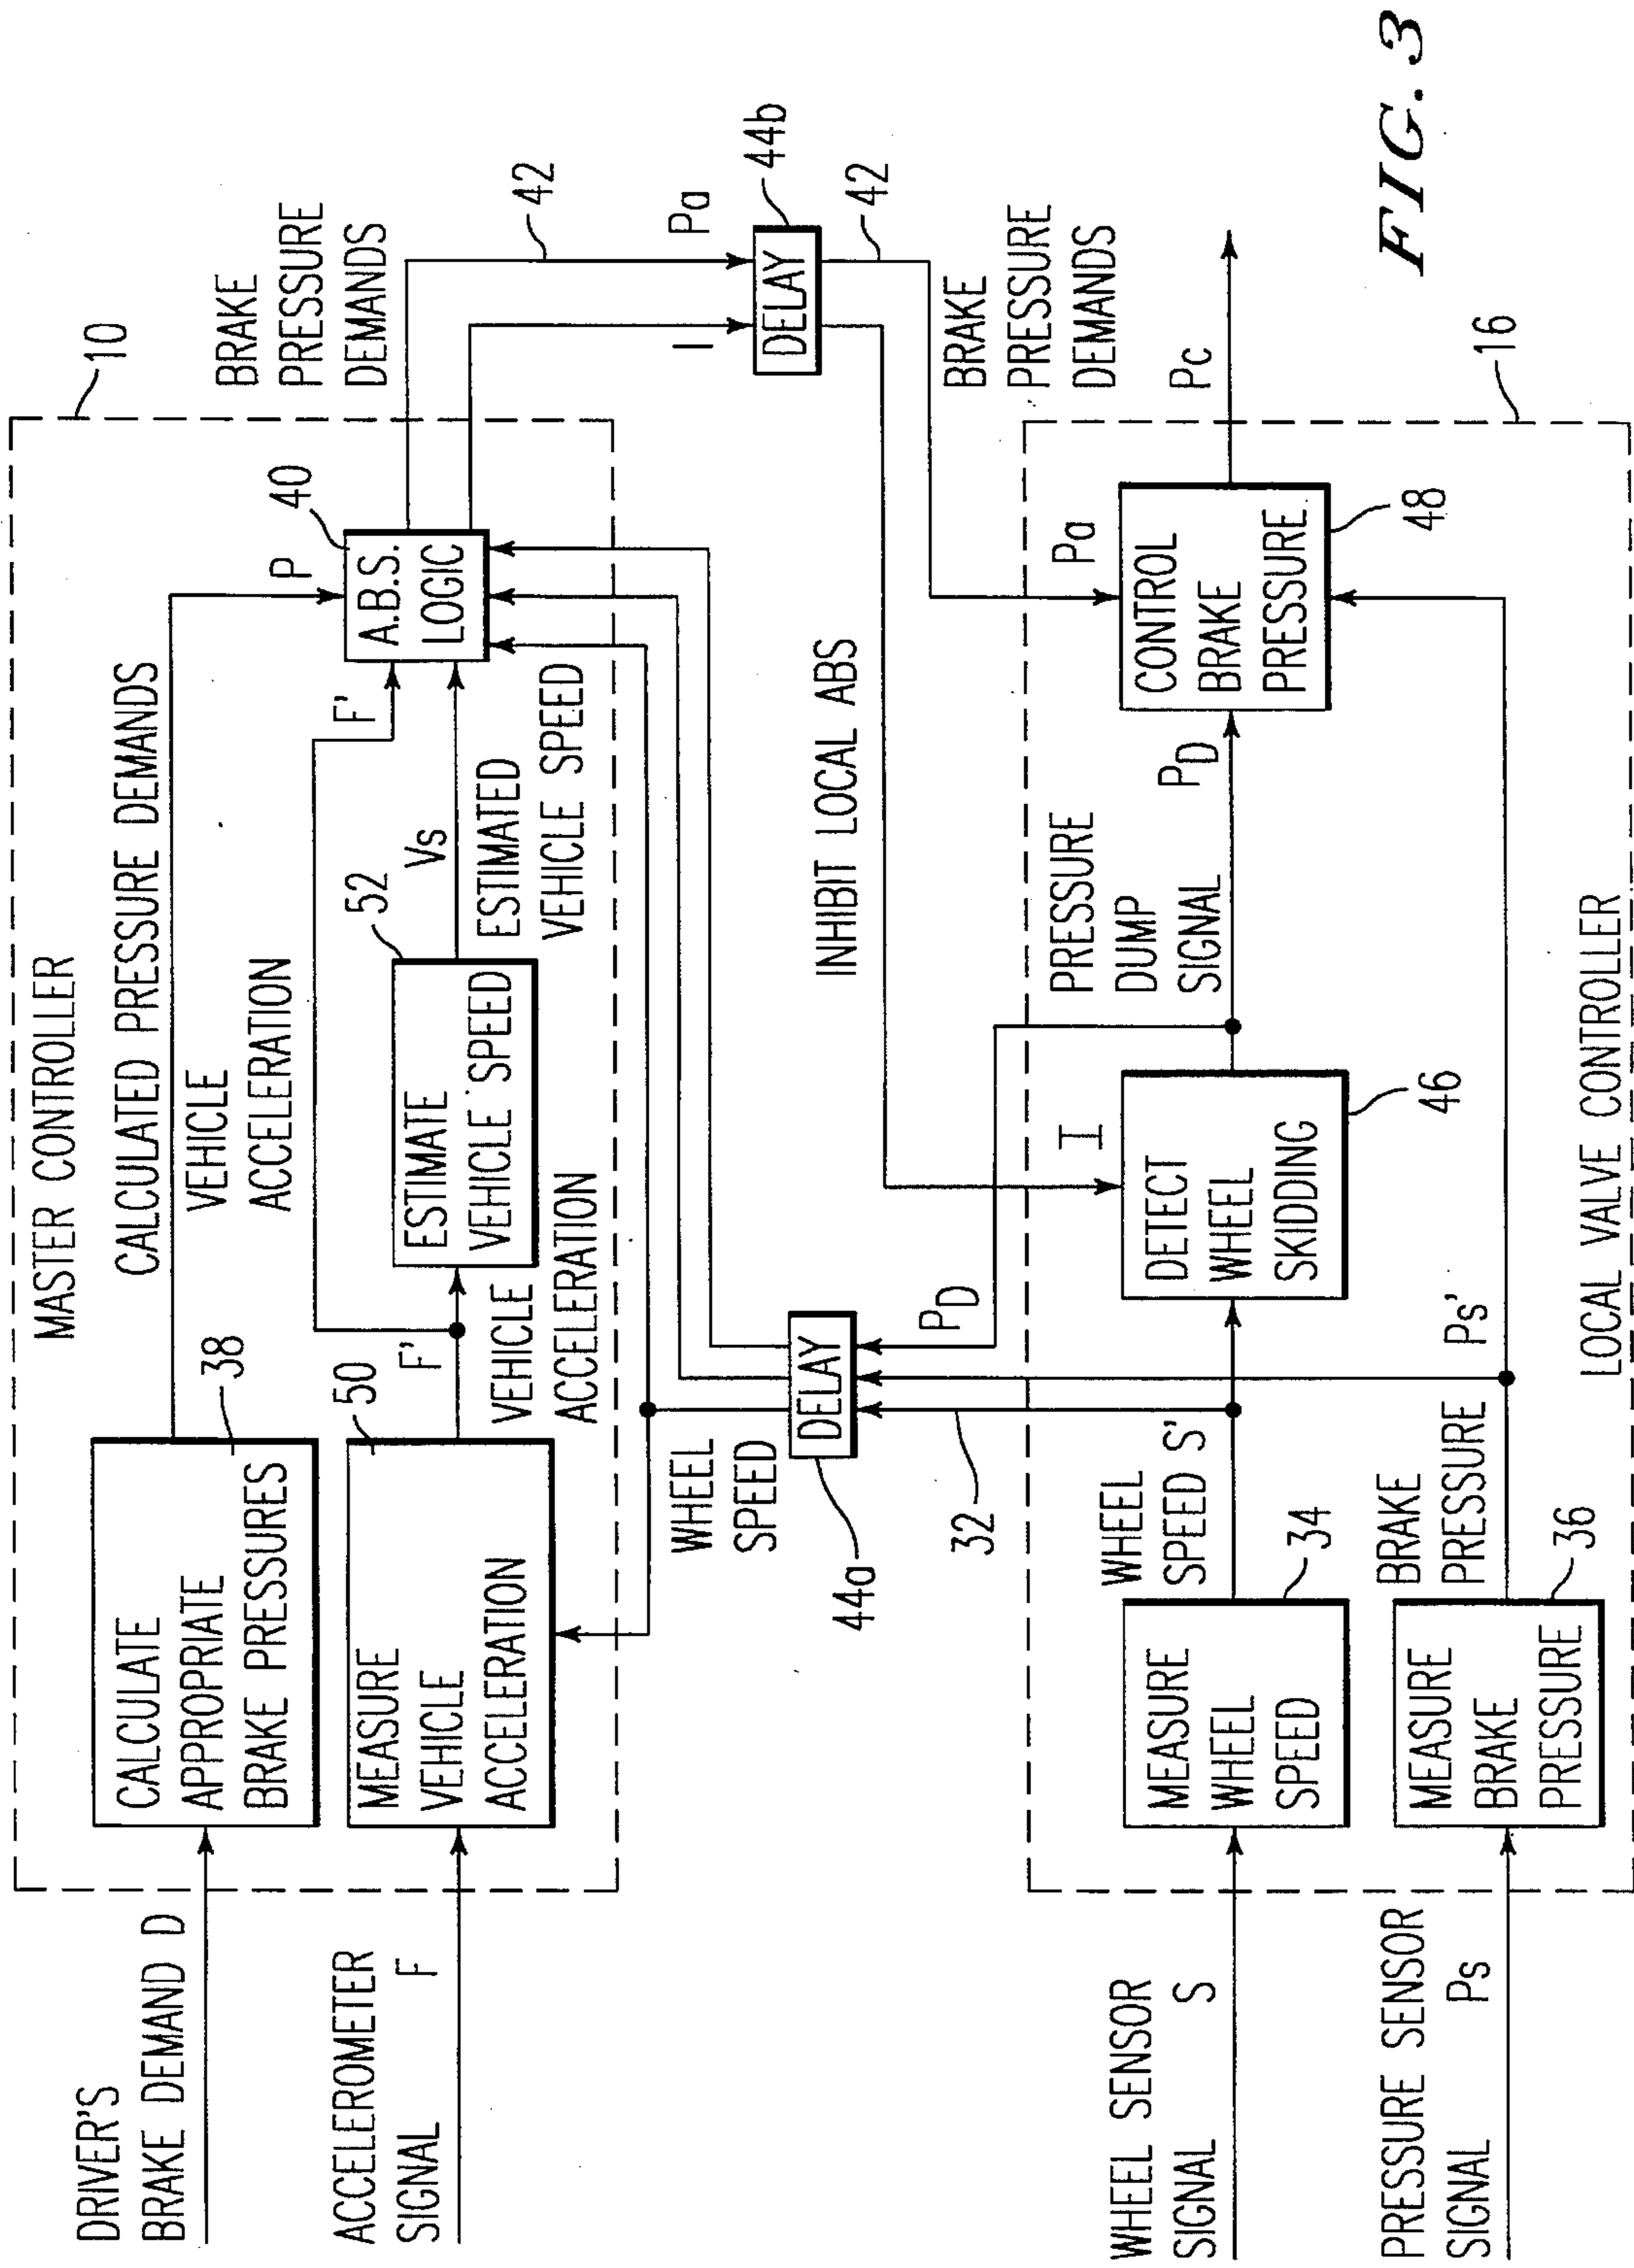 MASTER CONTROLLER
10
DRIVER'S
BRAKE DEMAND D
CALCULATE
APPROPRIATE
BRAKE PRESSURES
38
CALCULATED PRESSURE DEMANDS
P
ACCELEROMETER
SIGNAL F
MEASURE
VEHICLE
ACCELERATION
50
F'
VEHICLE
ACCELERATION
VEHICLE
ACCELERATION
F'
ESTIMATE
VEHICLE SPEED
52
Vs
ESTIMATED
VEHICLE SPEED
A.B.S.
LOGIC
40
BRAKE
PRESSURE
DEMANDS
42
I
Pa
DELAY
44b
42
BRAKE
PRESSURE
DEMANDS
WHEEL
SPEED
DELAY
44a
32
PD
INHIBIT LOCAL ABS
I
Pa
WHEEL SENSOR
SIGNAL S
MEASURE
WHEEL
SPEED
34
WHEEL
SPEED S'
DETECT
WHEEL
SKIDDING
46
PRESSURE
DUMP
SIGNAL
PD
CONTROL
BRAKE
PRESSURE
48
Pc
PRESSURE SENSOR
SIGNAL Ps
MEASURE
BRAKE
PRESSURE
36
BRAKE
PRESSURE
Ps'
LOCAL VALVE CONTROLLER
16
FIG. 3